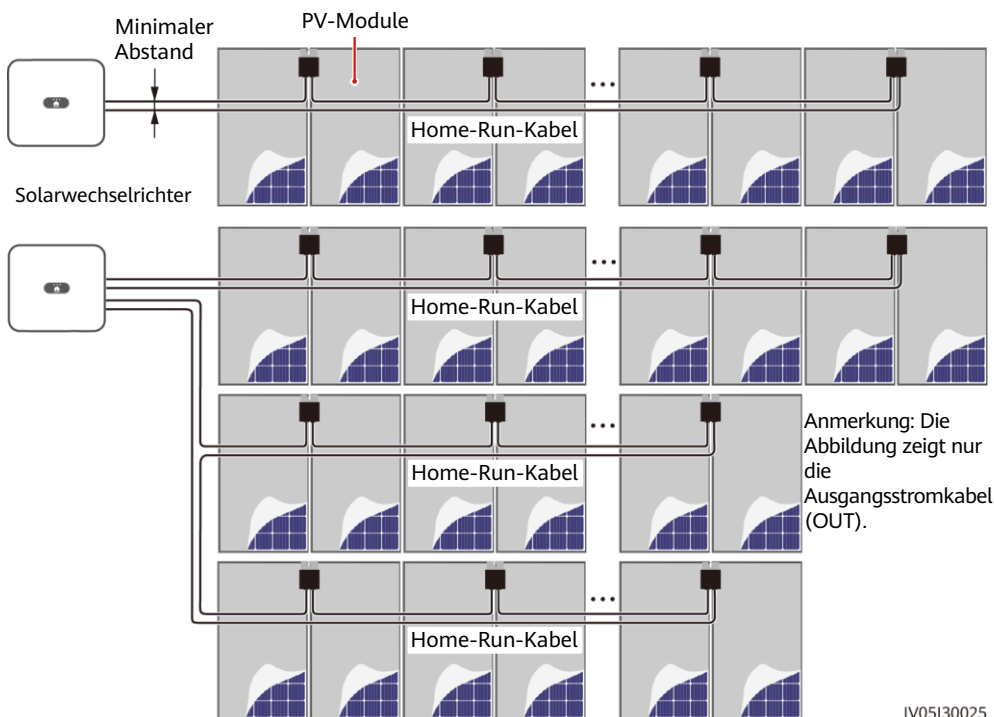 Minimaler
Abstand
PV-Module
Home-Run-Kabel
Solarwechselrichter
Home-Run-Kabel
Anmerkung: Die
Abbildung zeigt nur
die
Ausgangsstromkabel
(OUT).
Home-Run-Kabel
Home-Run-Kabel
IV05I30025